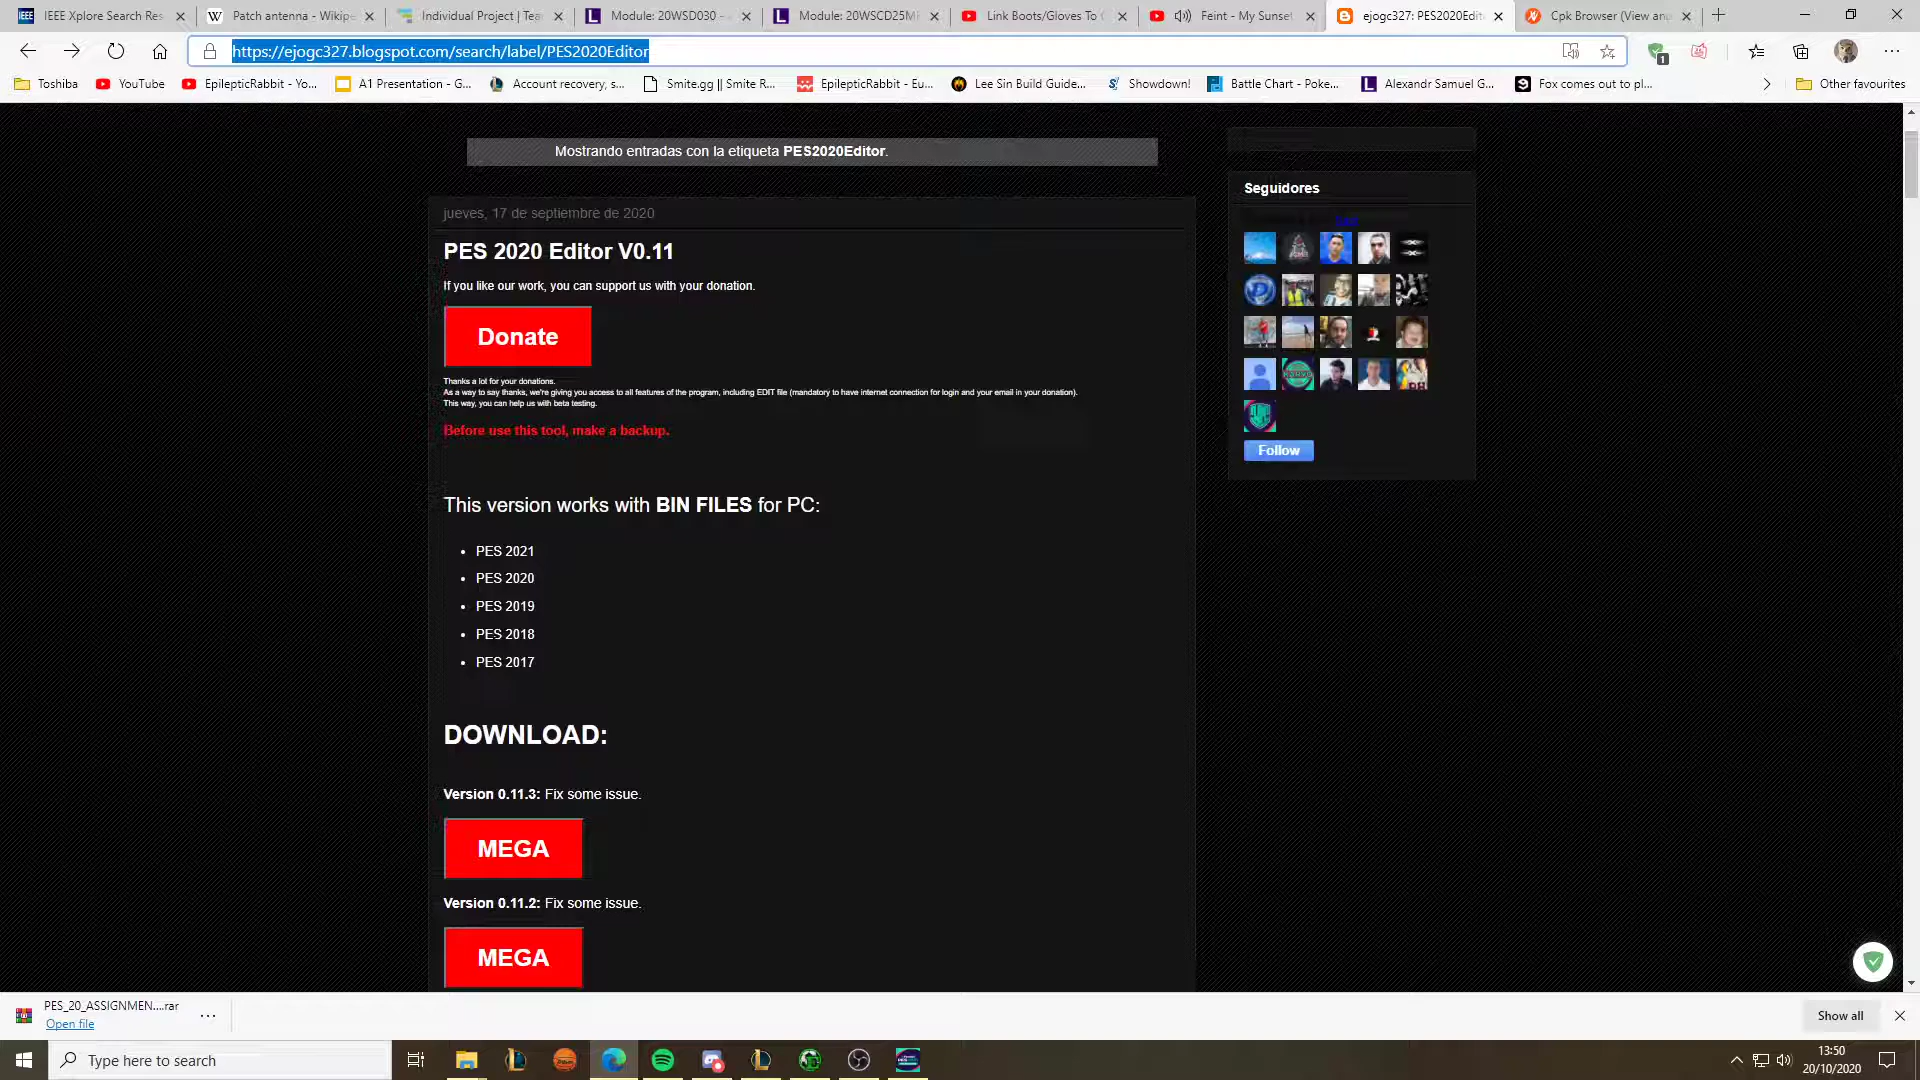 IEEE Xplore Search Res
Patch antenna - Wikipe
Individual Project | Tea
Module: 20WSD030 -
Module: 20WSCD25M
Link Boots/Gloves To
Feint - My Sunset
ejogc327: PES2020Edit
Cpk Browser (View and
https://ejogc327.blogspot.com/search/label/PES2020Editor
1
Toshiba
YouTube
EpilepticRabbit - Yo...
A1 Presentation - G...
Account recovery, s...
Smite.gg || Smite R...
EpilepticRabbit - Eu...
Lee Sin Build Guide...
Showdown!
Battle Chart - Poke...
Alexandr Samuel G...
Fox comes out to pl...
Other favourites
Mostrando entradas con la etiqueta PES2020Editor.
jueves, 17 de septiembre de 2020
PES 2020 Editor V0.11
If you like our work, you can support us with your donation.
Donate
Thanks a lot for your donations.
As a way to say thanks, we're giving you access to all features of the program, including EDIT file (mandatory to have internet connection for login and your email in your donation).
This way, you can help us with beta testing.
Before use this tool, make a backup.
This version works with BIN FILES for PC:
• PES 2021
• PES 2020
• PES 2019
• PES 2018
• PES 2017
DOWNLOAD:
Version 0.11.3: Fix some issue.
MEGA
Version 0.11.2: Fix some issue.
MEGA
Seguidores
Follow
PES_20_ASSIGNMEN....rar
Open file
Show all
Type here to search
13:50
20/10/2020